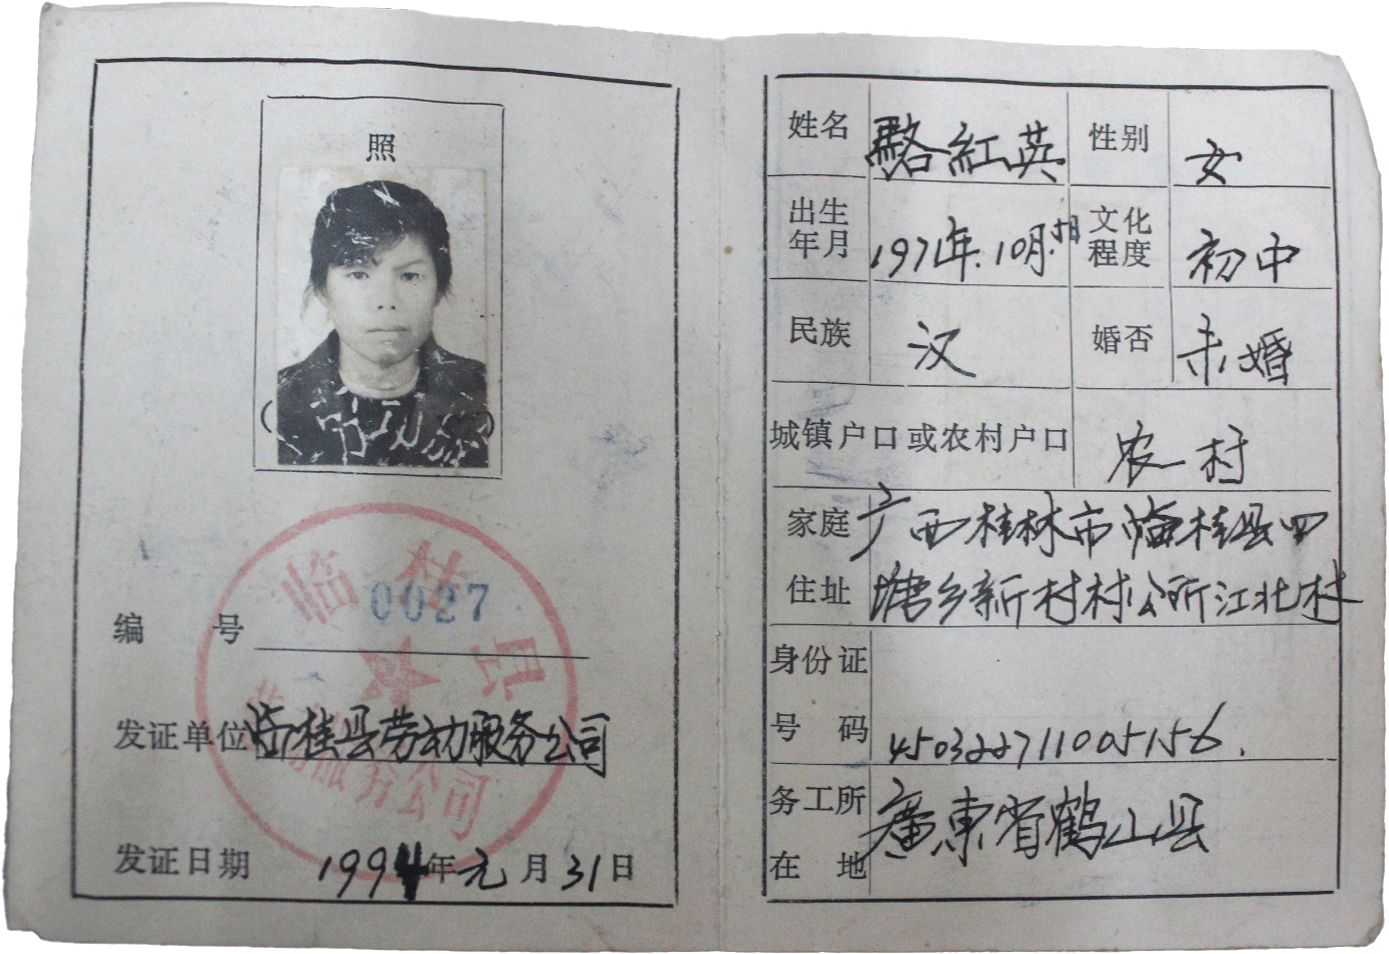 照
临桂县
劳动服务公司
编 号 0027
发证单位 临桂县劳动服务公司
发证日期 1994年元月31日
姓名 骆紅英 性别 女
出生年月 1971年.10月.5日 文化程度 初中
民族 汉 婚否 未婚
城镇户口或农村户口 农村
家庭 广西桂林市临桂县四
住址 塘乡新村村公所江北村
身份证
号码 450322711005156.
务工所 廣東省鹤山县
在地